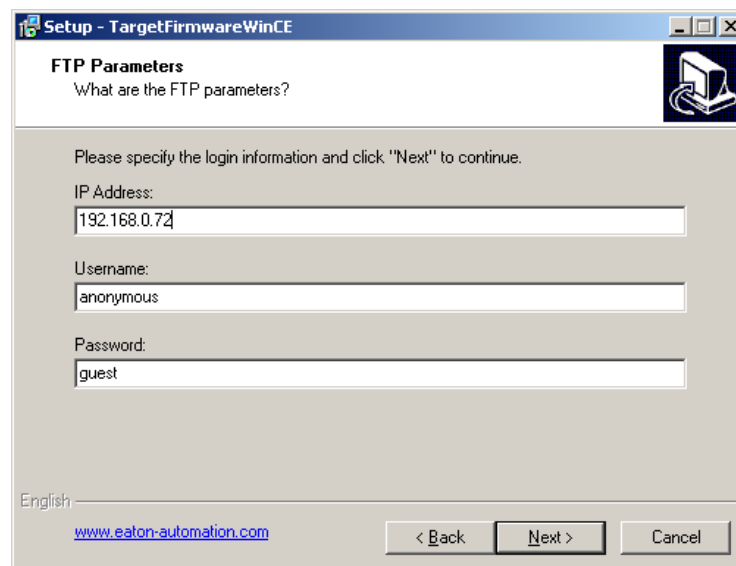 Setup - TargetFirmwareWinCE
FTP Parameters
What are the FTP parameters?
Please specify the login information and click "Next" to continue.
IP Address:
192.168.0.72
Username:
anonymous
Password:
guest
English
www.eaton-automation.com
< Back
Next >
Cancel